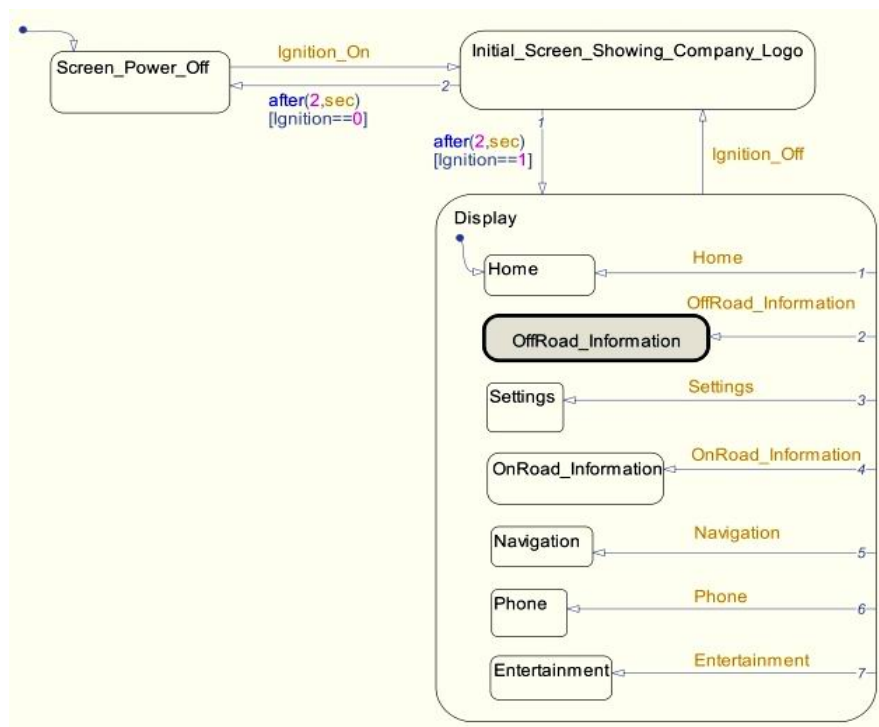 Screen_Power_Off
Ignition_On
Initial_Screen_Showing_Company_Logo
2
after(2,sec)
[Ignition==0]
1
after(2,sec)
[Ignition==1]
Ignition_Off
Display
Home
Home
1
OffRoad_Information
OffRoad_Information
2
Settings
Settings
3
OnRoad_Information
OnRoad_Information
4
Navigation
Navigation
5
Phone
Phone
6
Entertainment
Entertainment
7